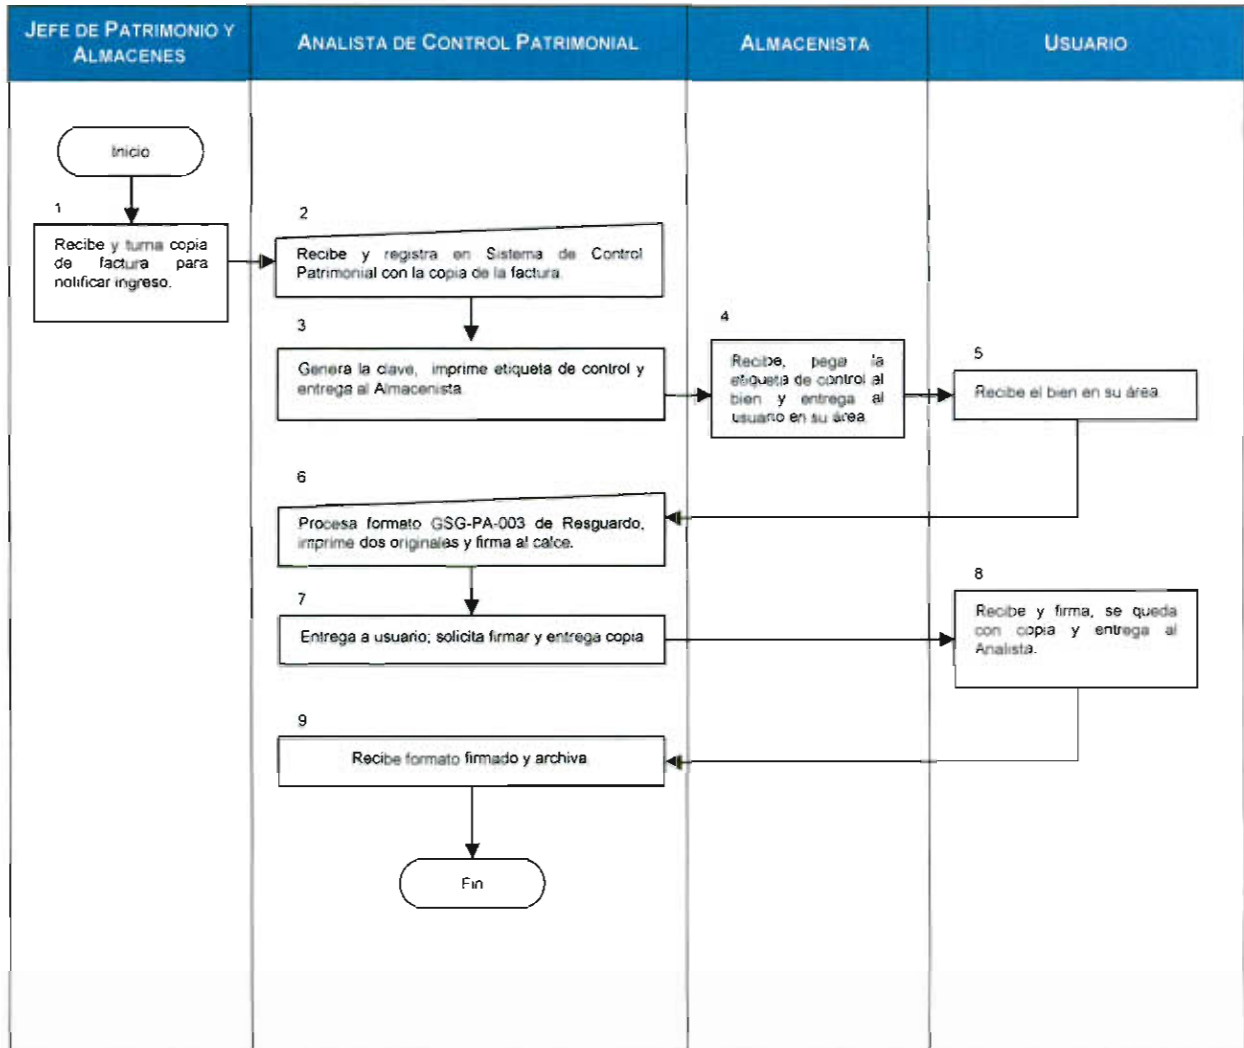 JEFE DE PATRIMONIO Y
ALMACENES
ANALISTA DE CONTROL PATRIMONIAL
ALMACENISTA
USUARIO
Inicio
1
Recibe y turna copia
de factura para
notificar ingreso.
2
Recibe y registra en Sistema de Control
Patrimonial con la copia de la factura.
3
Genera la clave, imprime etiqueta de control y
entrega al Almacenista
4
Recibe, pega la
etiqueta de control al
bien y entrega al
usuario en su área
5
Recibe el bien en su área
6
Procesa formato GSG-PA-003 de Resguardo,
imprime dos originales y firma al calce.
7
Entrega a usuario; solicita firmar y entrega copia
8
Recibe y firma, se queda
con copia y entrega al
Analista.
9
Recibe formato firmado y archiva
Fin